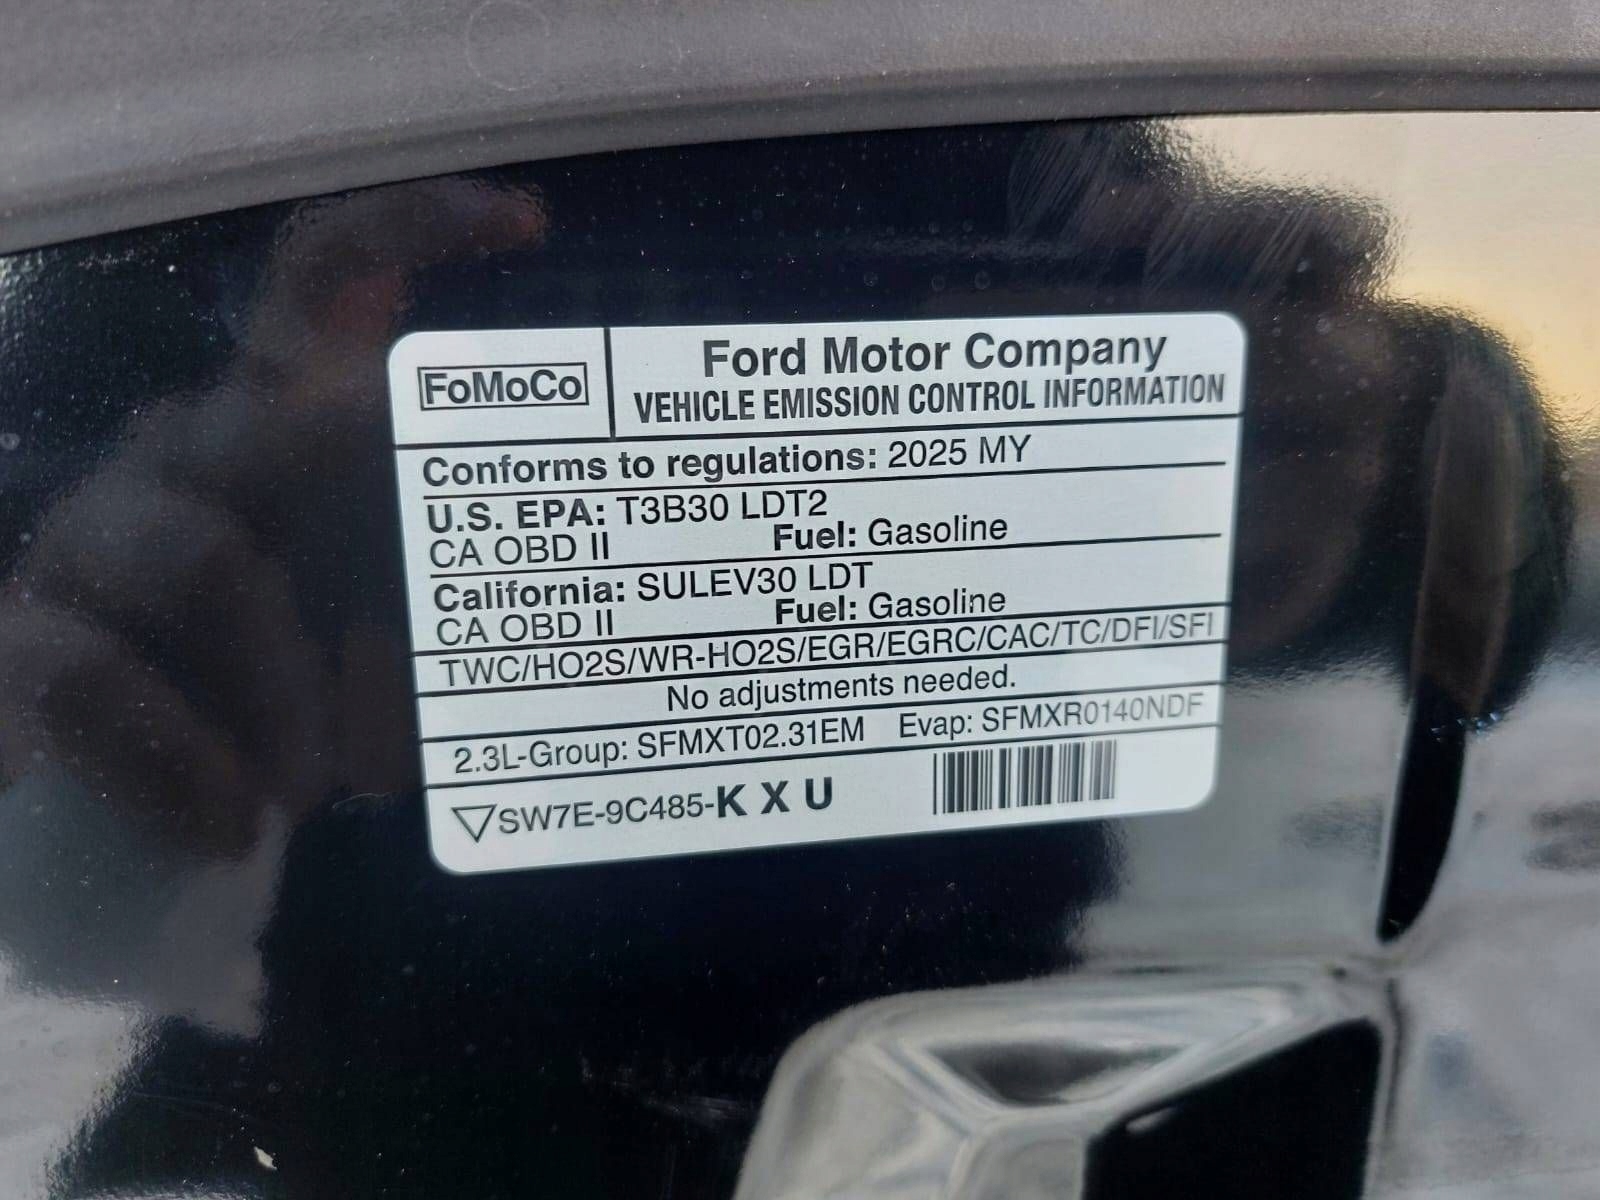 FoMoCo
Ford Motor Company
VEHICLE EMISSION CONTROL INFORMATION
Conforms to regulations: 2025 MY
U.S. EPA: T3B30 LDT2
CA OBD II Fuel: Gasoline
California: SULEV30 LDT
CA OBD II Fuel: Gasoline
TWC/HO2S/WR-HO2S/EGR/EGRC/CAC/TC/DFI/SFI
No adjustments needed.
2.3L-Group: SFMXT02.31EM Evap: SFMXR0140NDF
SW7E-9C485-K X U